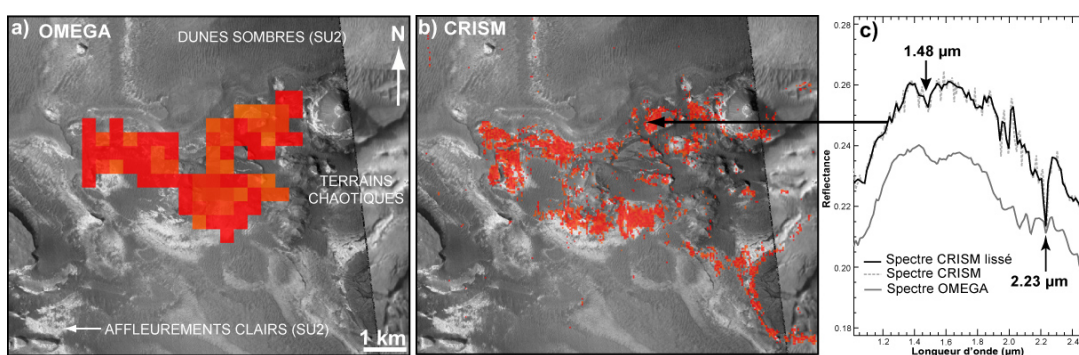 a) OMEGA
DUNES SOMBRES (SU2)
N
TERRAINS
CHAOTIQUES
AFFLEUREMENTS CLAIRS (SU2)
1 km
b) CRISM
c)
1.48 µm
2.23 µm
Reflectance
0.26
0.24
0.22
0.20
0.18
Spectre CRISM lissé
Spectre CRISM
Spectre OMEGA
1.2 1.4 1.6 1.8 2.0 2.2 2.4
Longueur d'onde (µm)